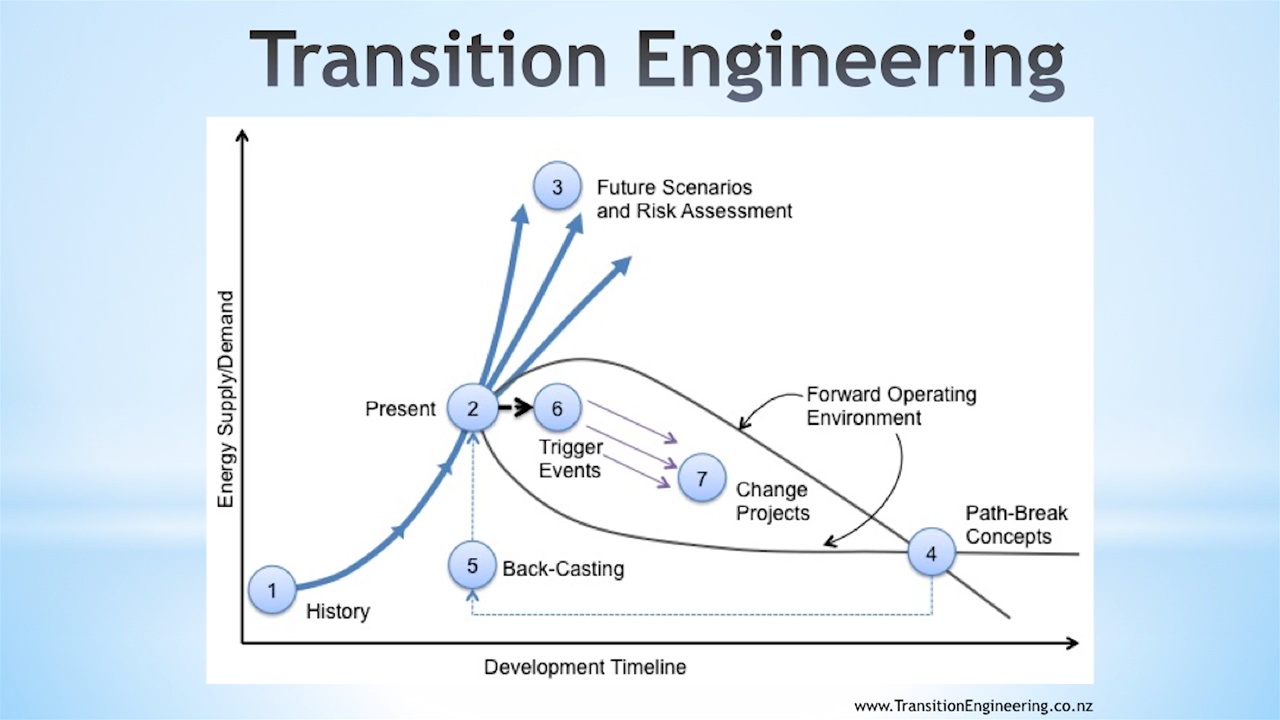 Transition Engineering
3
Future Scenarios
and Risk Assessment
Energy Supply/Demand
Present
2
6
Trigger
Events
Forward Operating
Environment
7
Change
Projects
Path-Break
Concepts
4
5
Back-Casting
1
History
Development Timeline
www.TransitionEngineering.co.nz